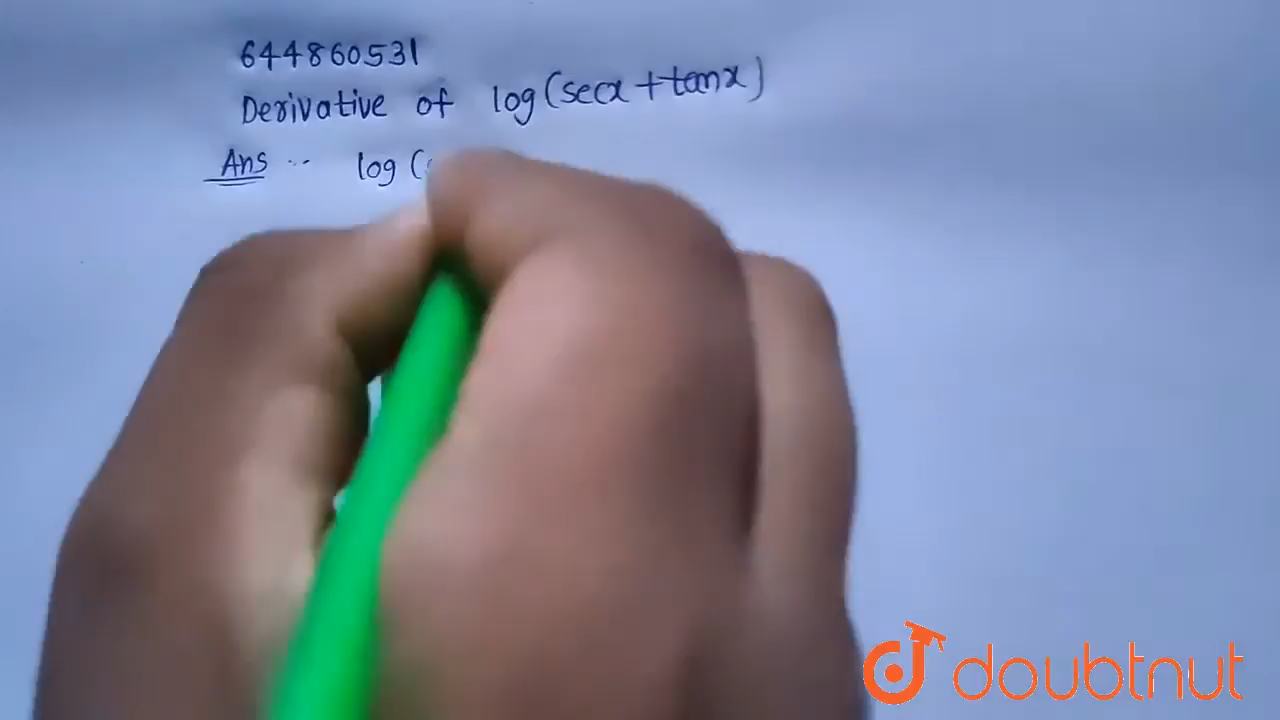 644860531
Derivative of log(secx+tanx)
Ans .. log (
doubtnut